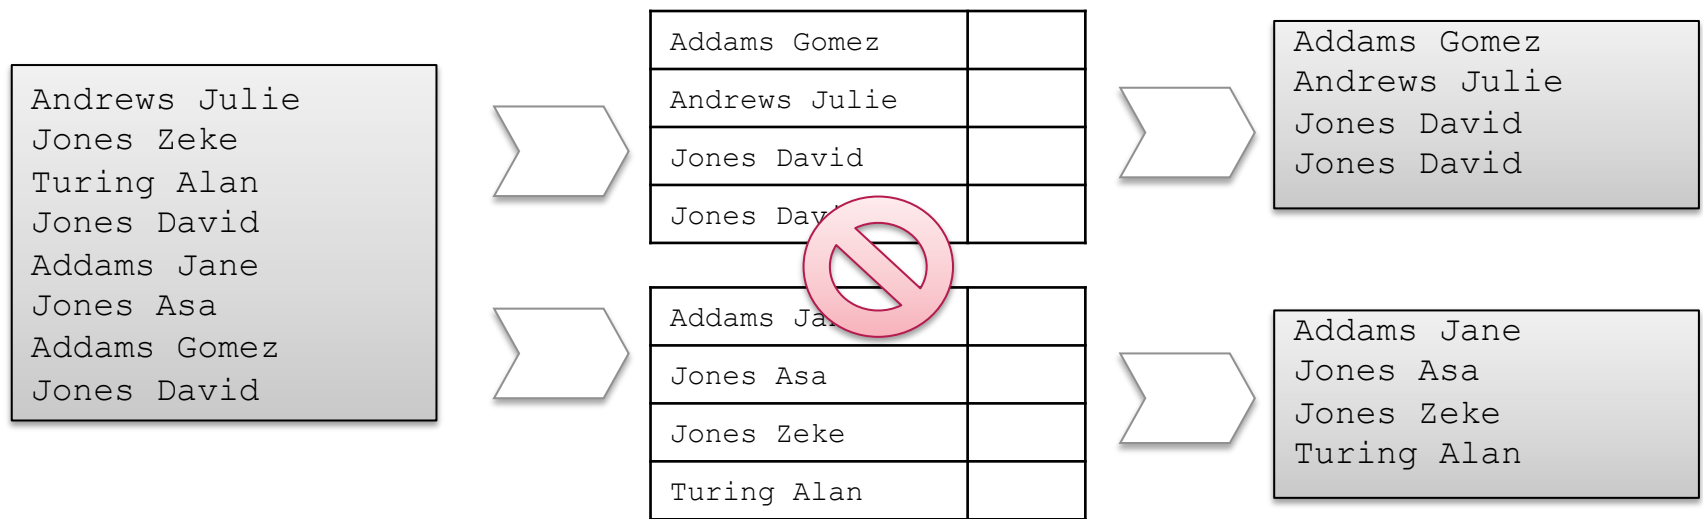 Andrews Julie
Jones Zeke
Turing Alan
Jones David
Addams Jane
Jones Asa
Addams Gomez
Jones David
Addams Gomez
Andrews Julie
Jones David
Jones David
Addams Jane
Jones Asa
Jones Zeke
Turing Alan
Addams Gomez
Andrews Julie
Jones David
Jones David
Addams Jane
Jones Asa
Jones Zeke
Turing Alan